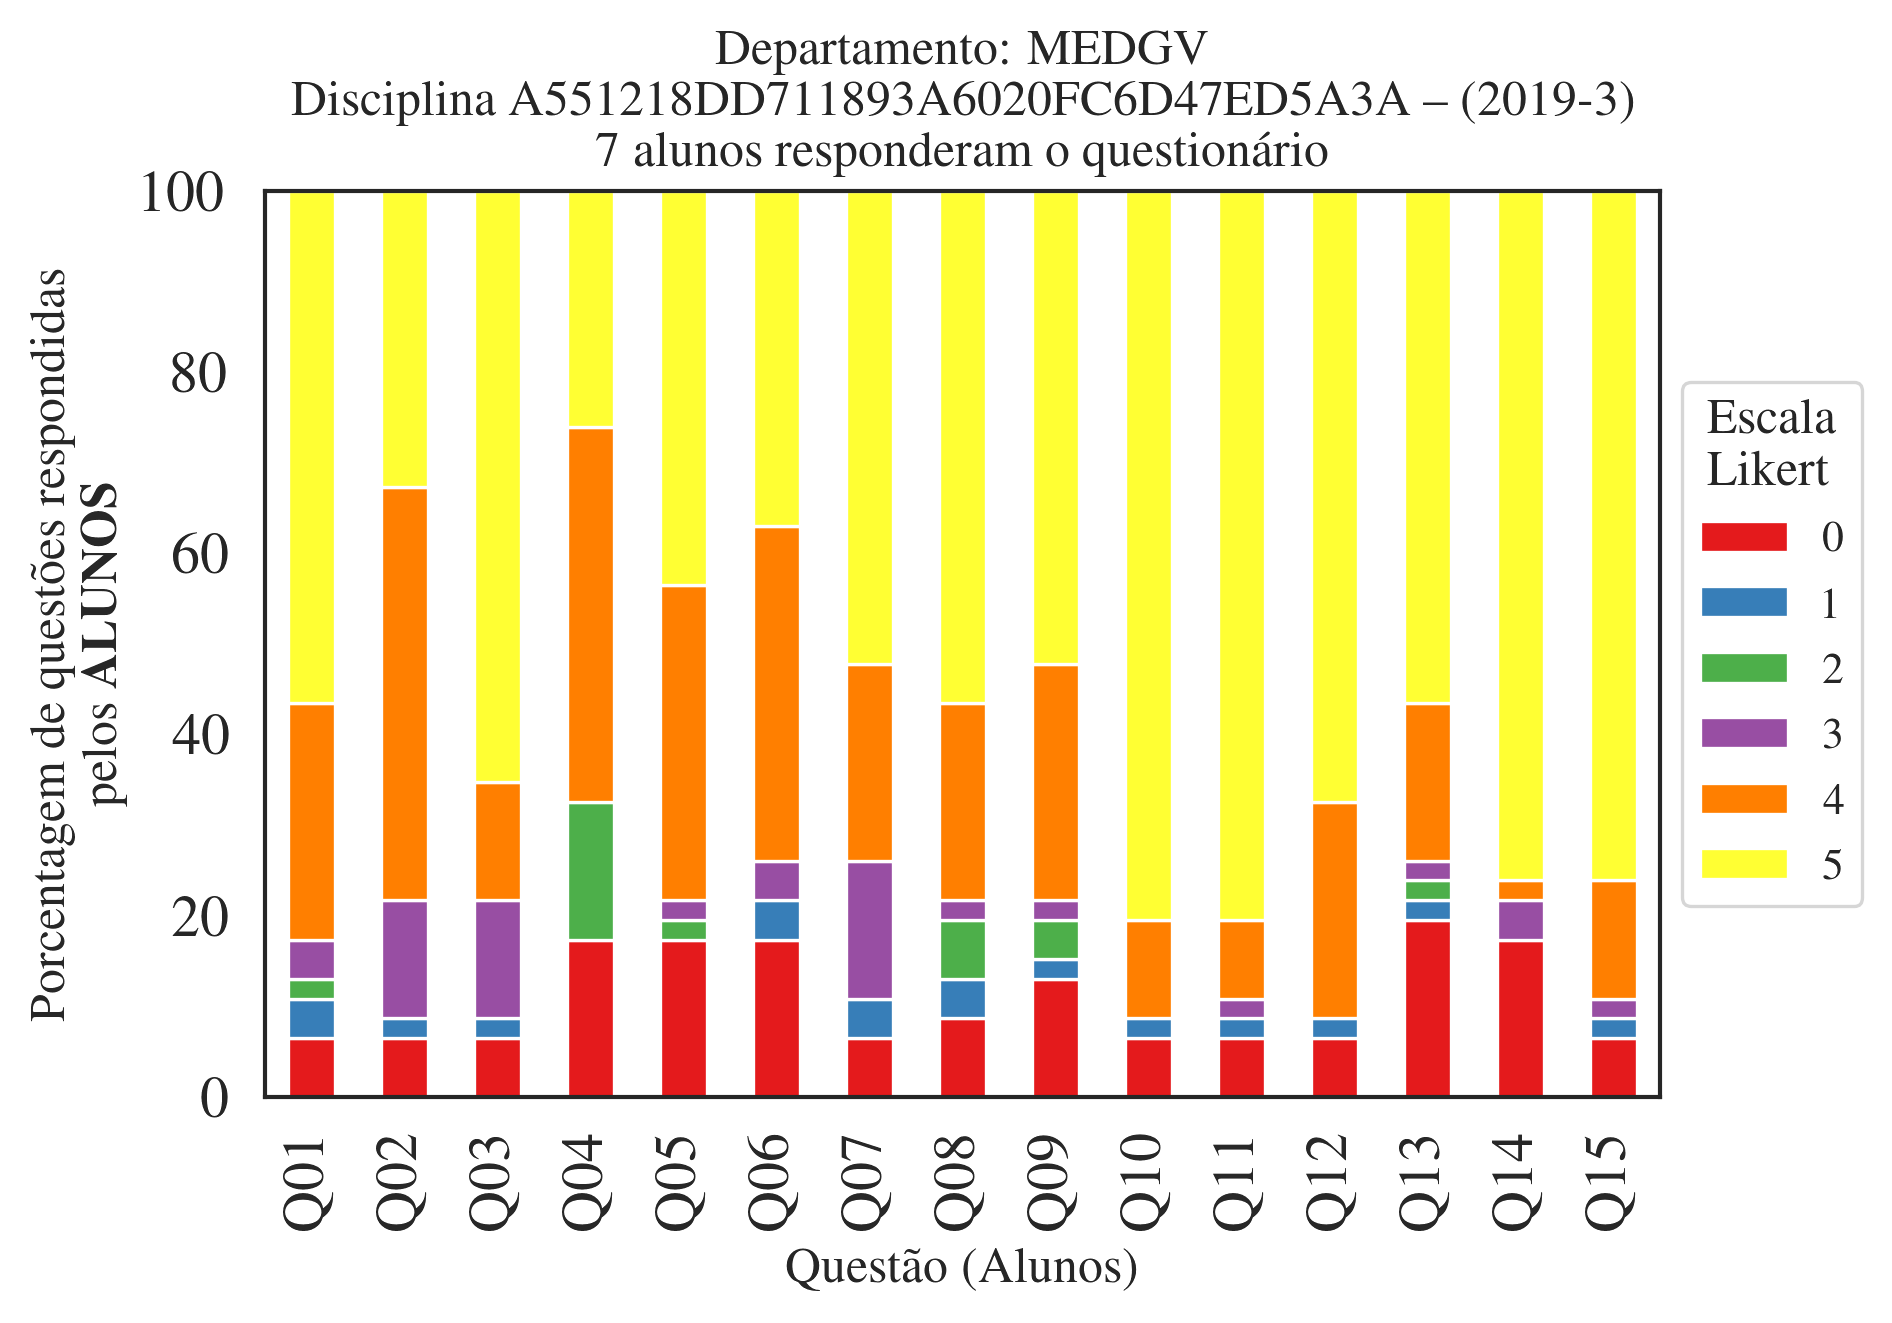 Departamento: MEDGV
Disciplina A551218DD711893A6020FC6D47ED5A3A – (2019-3)
7 alunos responderam o questionário
Porcentagem de questões respondidas
pelos ALUNOS
100
80
60
40
20
0
Q01
Q02
Q03
Q04
Q05
Q06
Q07
Q08
Q09
Q10
Q11
Q12
Q13
Q14
Q15
Questão (Alunos)
Escala
Likert
0
1
2
3
4
5